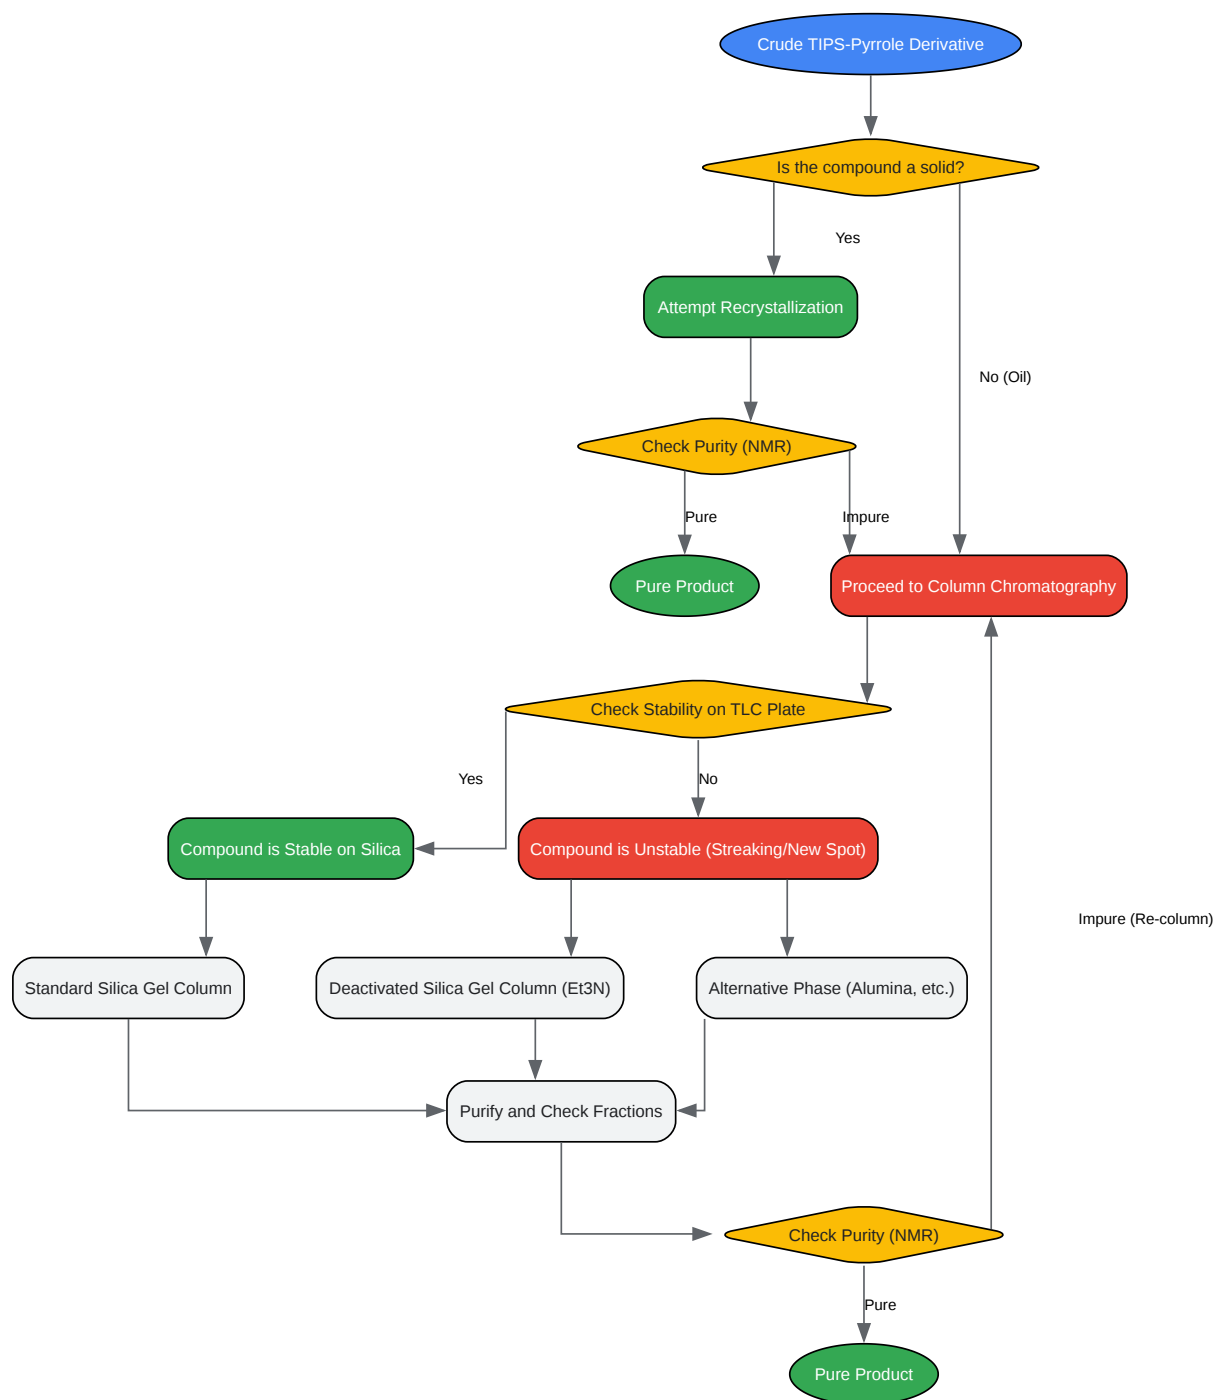 Crude TIPS-Pyrrole Derivative
Is the compound a solid?
Yes
Attempt Recrystallization
No (Oil)
Check Purity (NMR)
Pure
Impure
Pure Product
Proceed to Column Chromatography
Check Stability on TLC Plate
Yes
No
Compound is Stable on Silica
Compound is Unstable (Streaking/New Spot)
Impure (Re-column)
Standard Silica Gel Column
Deactivated Silica Gel Column (Et3N)
Alternative Phase (Alumina, etc.)
Purify and Check Fractions
Check Purity (NMR)
Pure
Pure Product